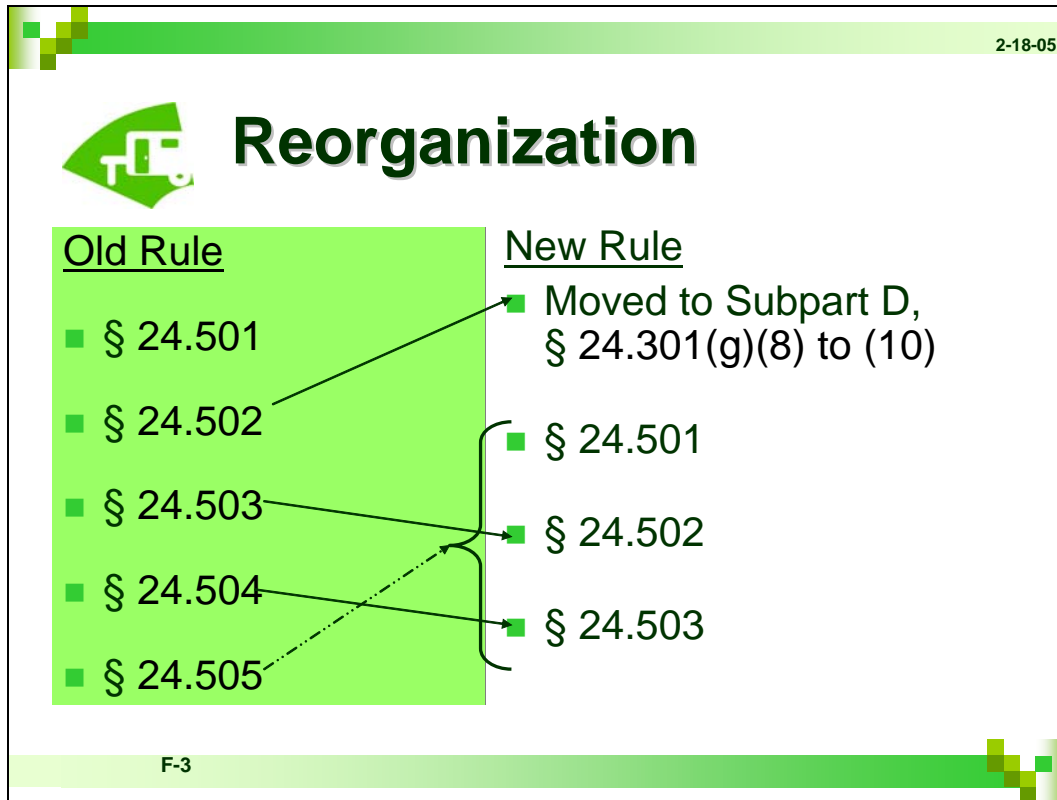 2-18-05
Reorganization
Old Rule
§ 24.501
§ 24.502
§ 24.503
§ 24.504
§ 24.505
New Rule
Moved to Subpart D,
§ 24.301(g)(8) to (10)
§ 24.501
§ 24.502
§ 24.503
F-3